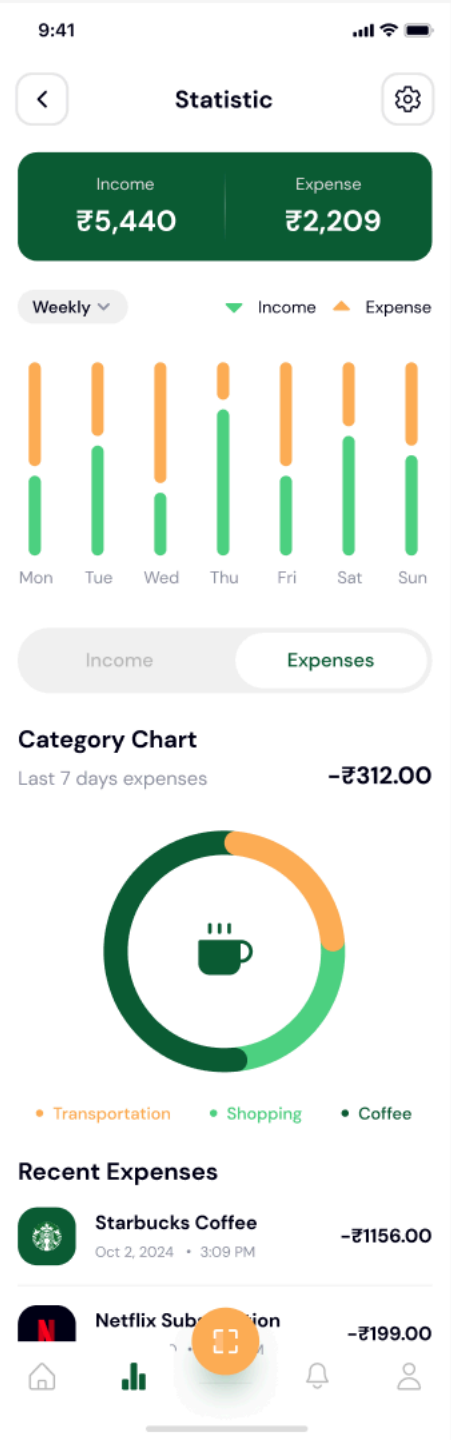 9:41
Statistic
Income Expense
₹5,440 ₹2,209
Weekly Income Expense
Mon Tue Wed Thu Fri Sat Sun
Income Expenses
Category Chart
Last 7 days expenses -₹312.00
Transportation Shopping Coffee
Recent Expenses
Starbucks Coffee -₹1156.00
Oct 2, 2024 • 3:09 PM
N
Netflix -₹199.00